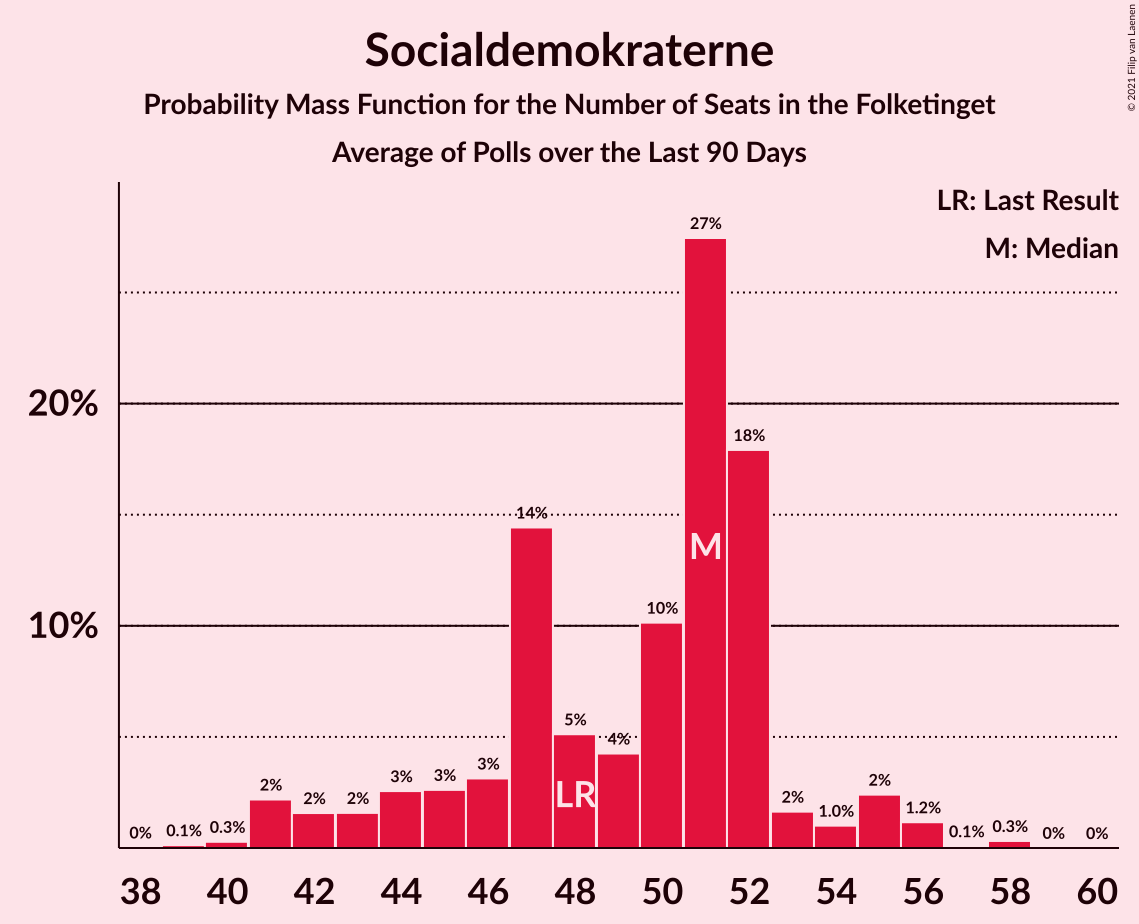 Socialdemokraterne
Probability Mass Function for the Number of Seats in the Folketinget
Average of Polls over the Last 90 Days
© 2021 Filip van Laenen
LR: Last Result
M: Median
20%
10%
0%
0.1%
0.3%
2%
2%
2%
3%
3%
3%
14%
5%
4%
10%
27%
18%
2%
1.0%
2%
1.2%
0.1%
0.3%
0%
0%
LR
M
38 40 42 44 46 48 50 52 54 56 58 60